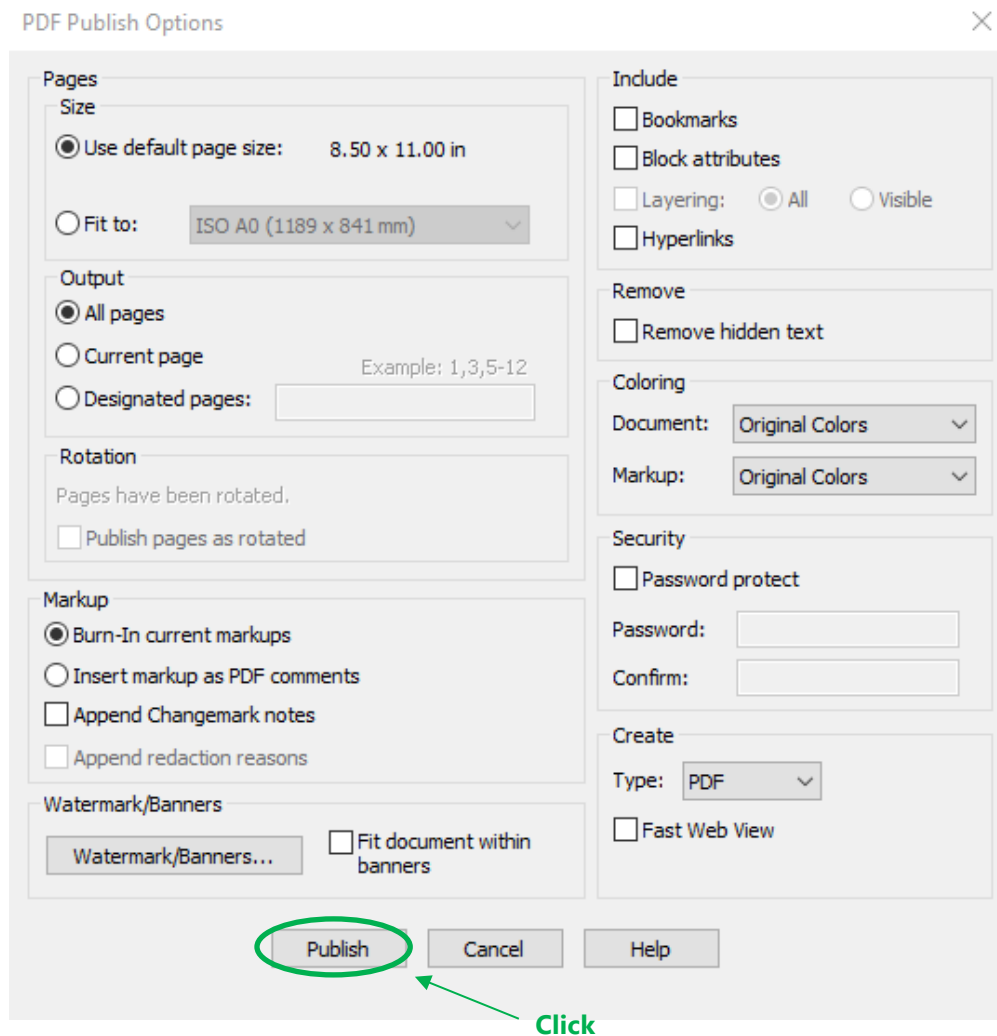 PDF Publish Options
Pages
Size
Use default page size: 8.50 x 11.00 in
Fit to: ISO A0 (1189 x 841 mm)
Output
All pages
Current page
Example: 1,3,5-12
Designated pages:
Rotation
Pages have been rotated.
Publish pages as rotated
Markup
Burn-In current markups
Insert markup as PDF comments
Append Changemark notes
Append redaction reasons
Watermark/Banners
Watermark/Banners...
Fit document within
banners
Include
Bookmarks
Block attributes
Layering: All Visible
Hyperlinks
Remove
Remove hidden text
Coloring
Document: Original Colors
Markup: Original Colors
Security
Password protect
Password:
Confirm:
Create
Type: PDF
Fast Web View
Publish Cancel Help
Click